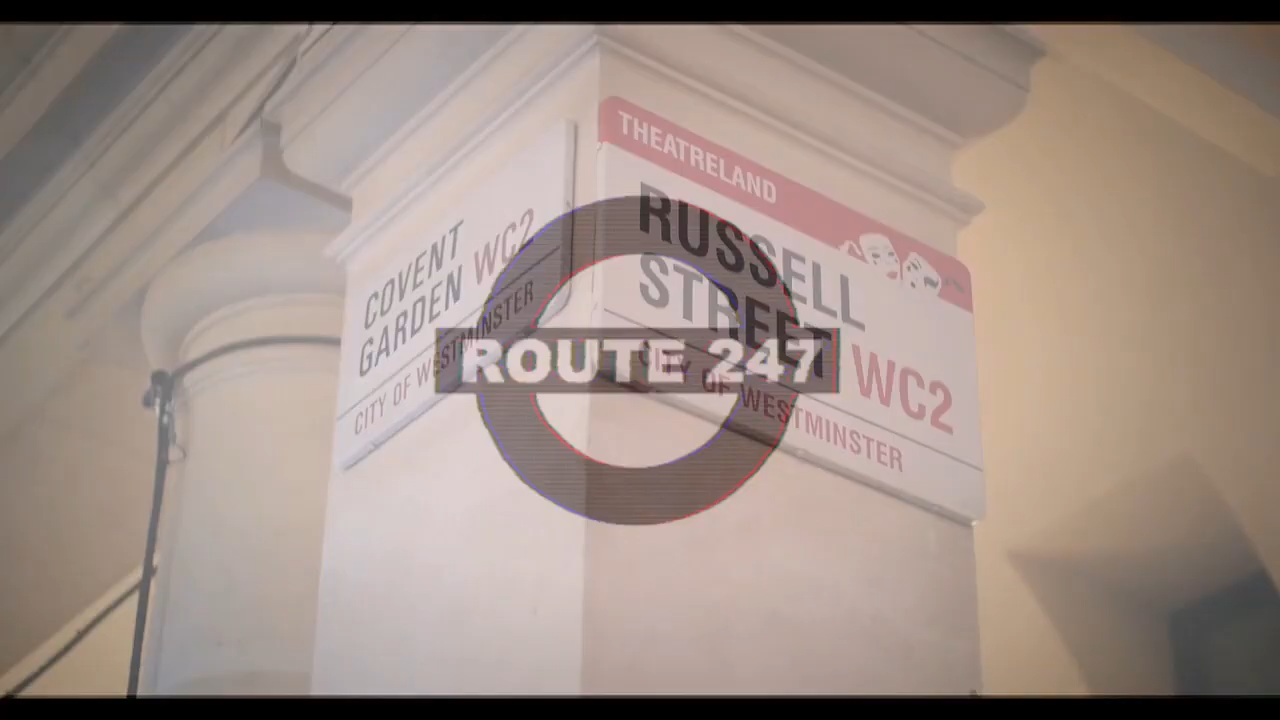 COVENT
GARDEN WC2
CITY OF WESTMINSTER
THEATRELAND
RUSSELL
STREET WC2
CITY OF WESTMINSTER
ROUTE 247